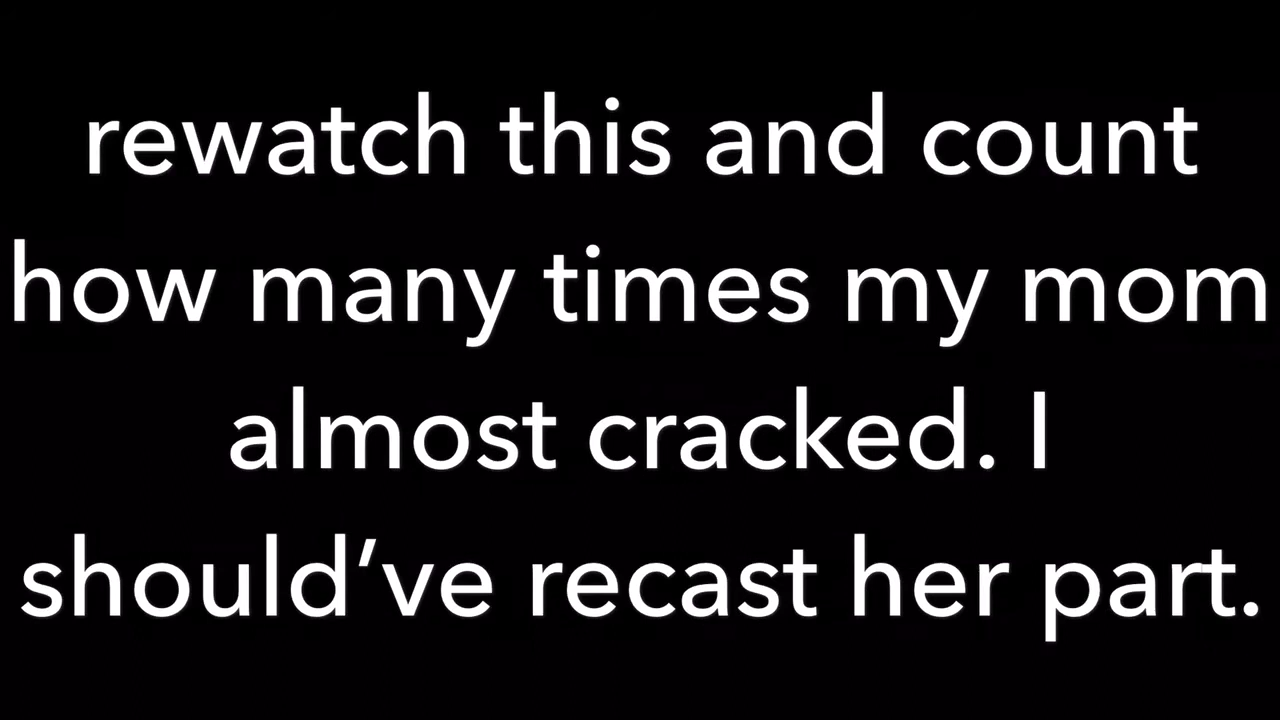 rewatch this and count
how many times my mom
almost cracked. I
should’ve recast her part.